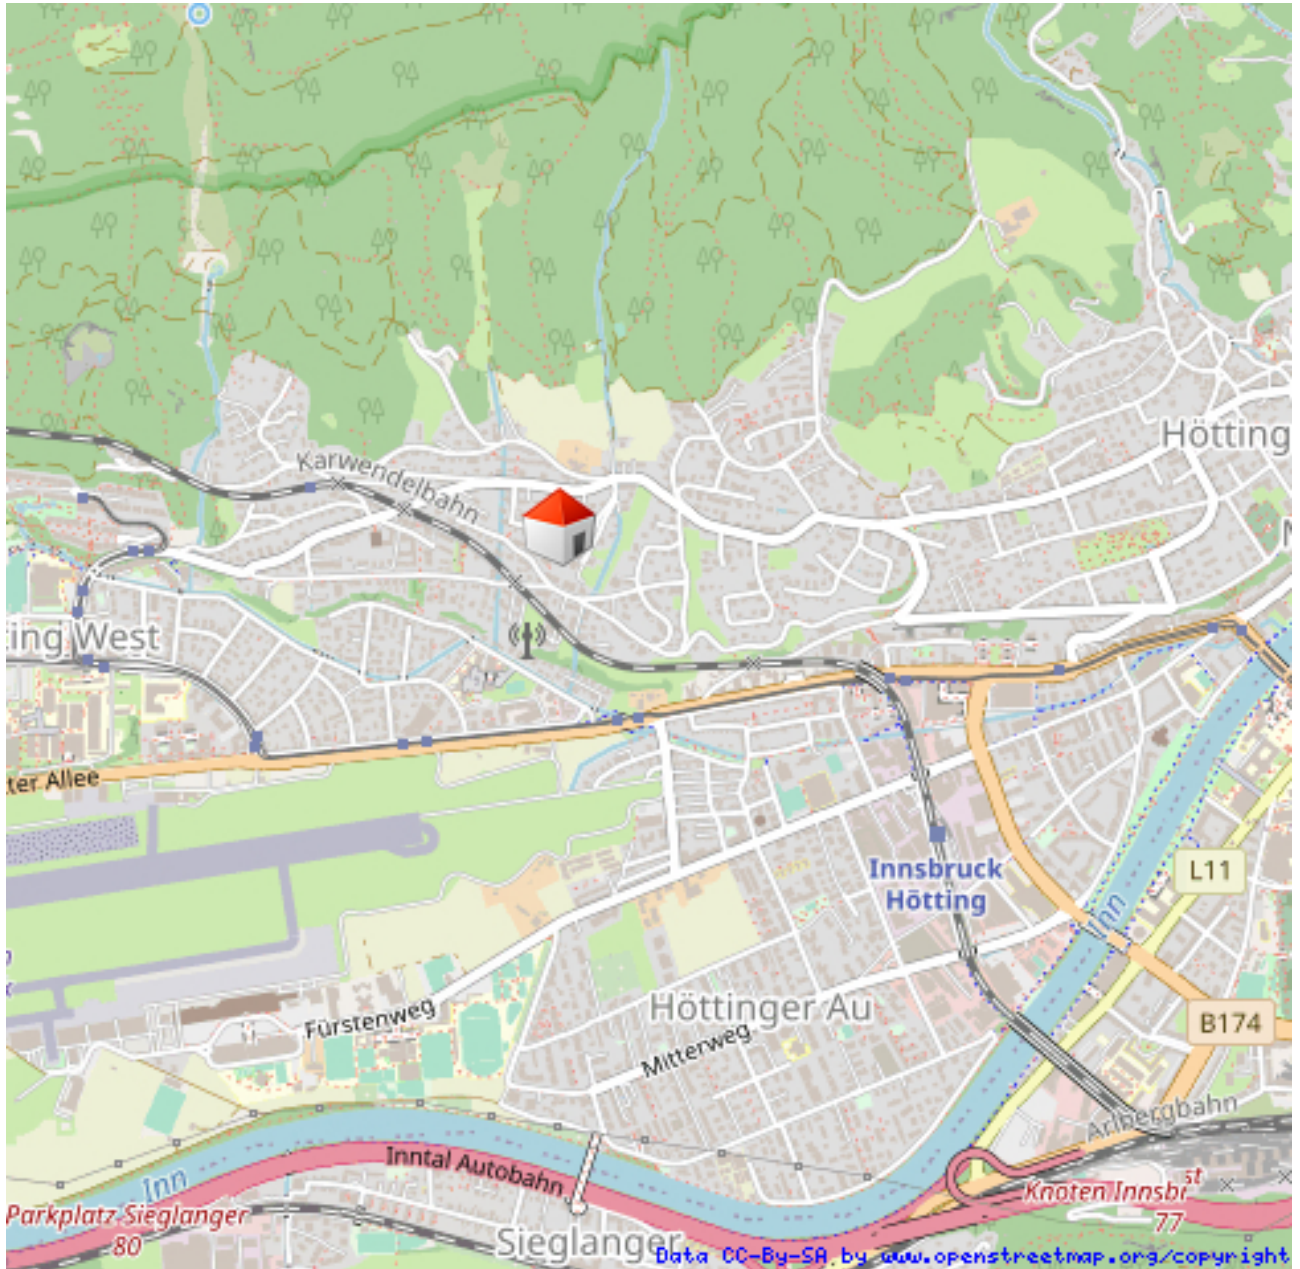 Karwendelbahn
Hötting
ting West
ter Allee
Innsbruck
Hötting
L11
Inn
Höttinger Au
B174
Fürstenweg
Mitterweg
Arlbergbahn
Inntal Autobahn
Inn
Parkplatz Sieglanger
80
Knoten Innsbr
st
77
Sieglanger
Data CC-By-SA by www.openstreetmap.org/copyright